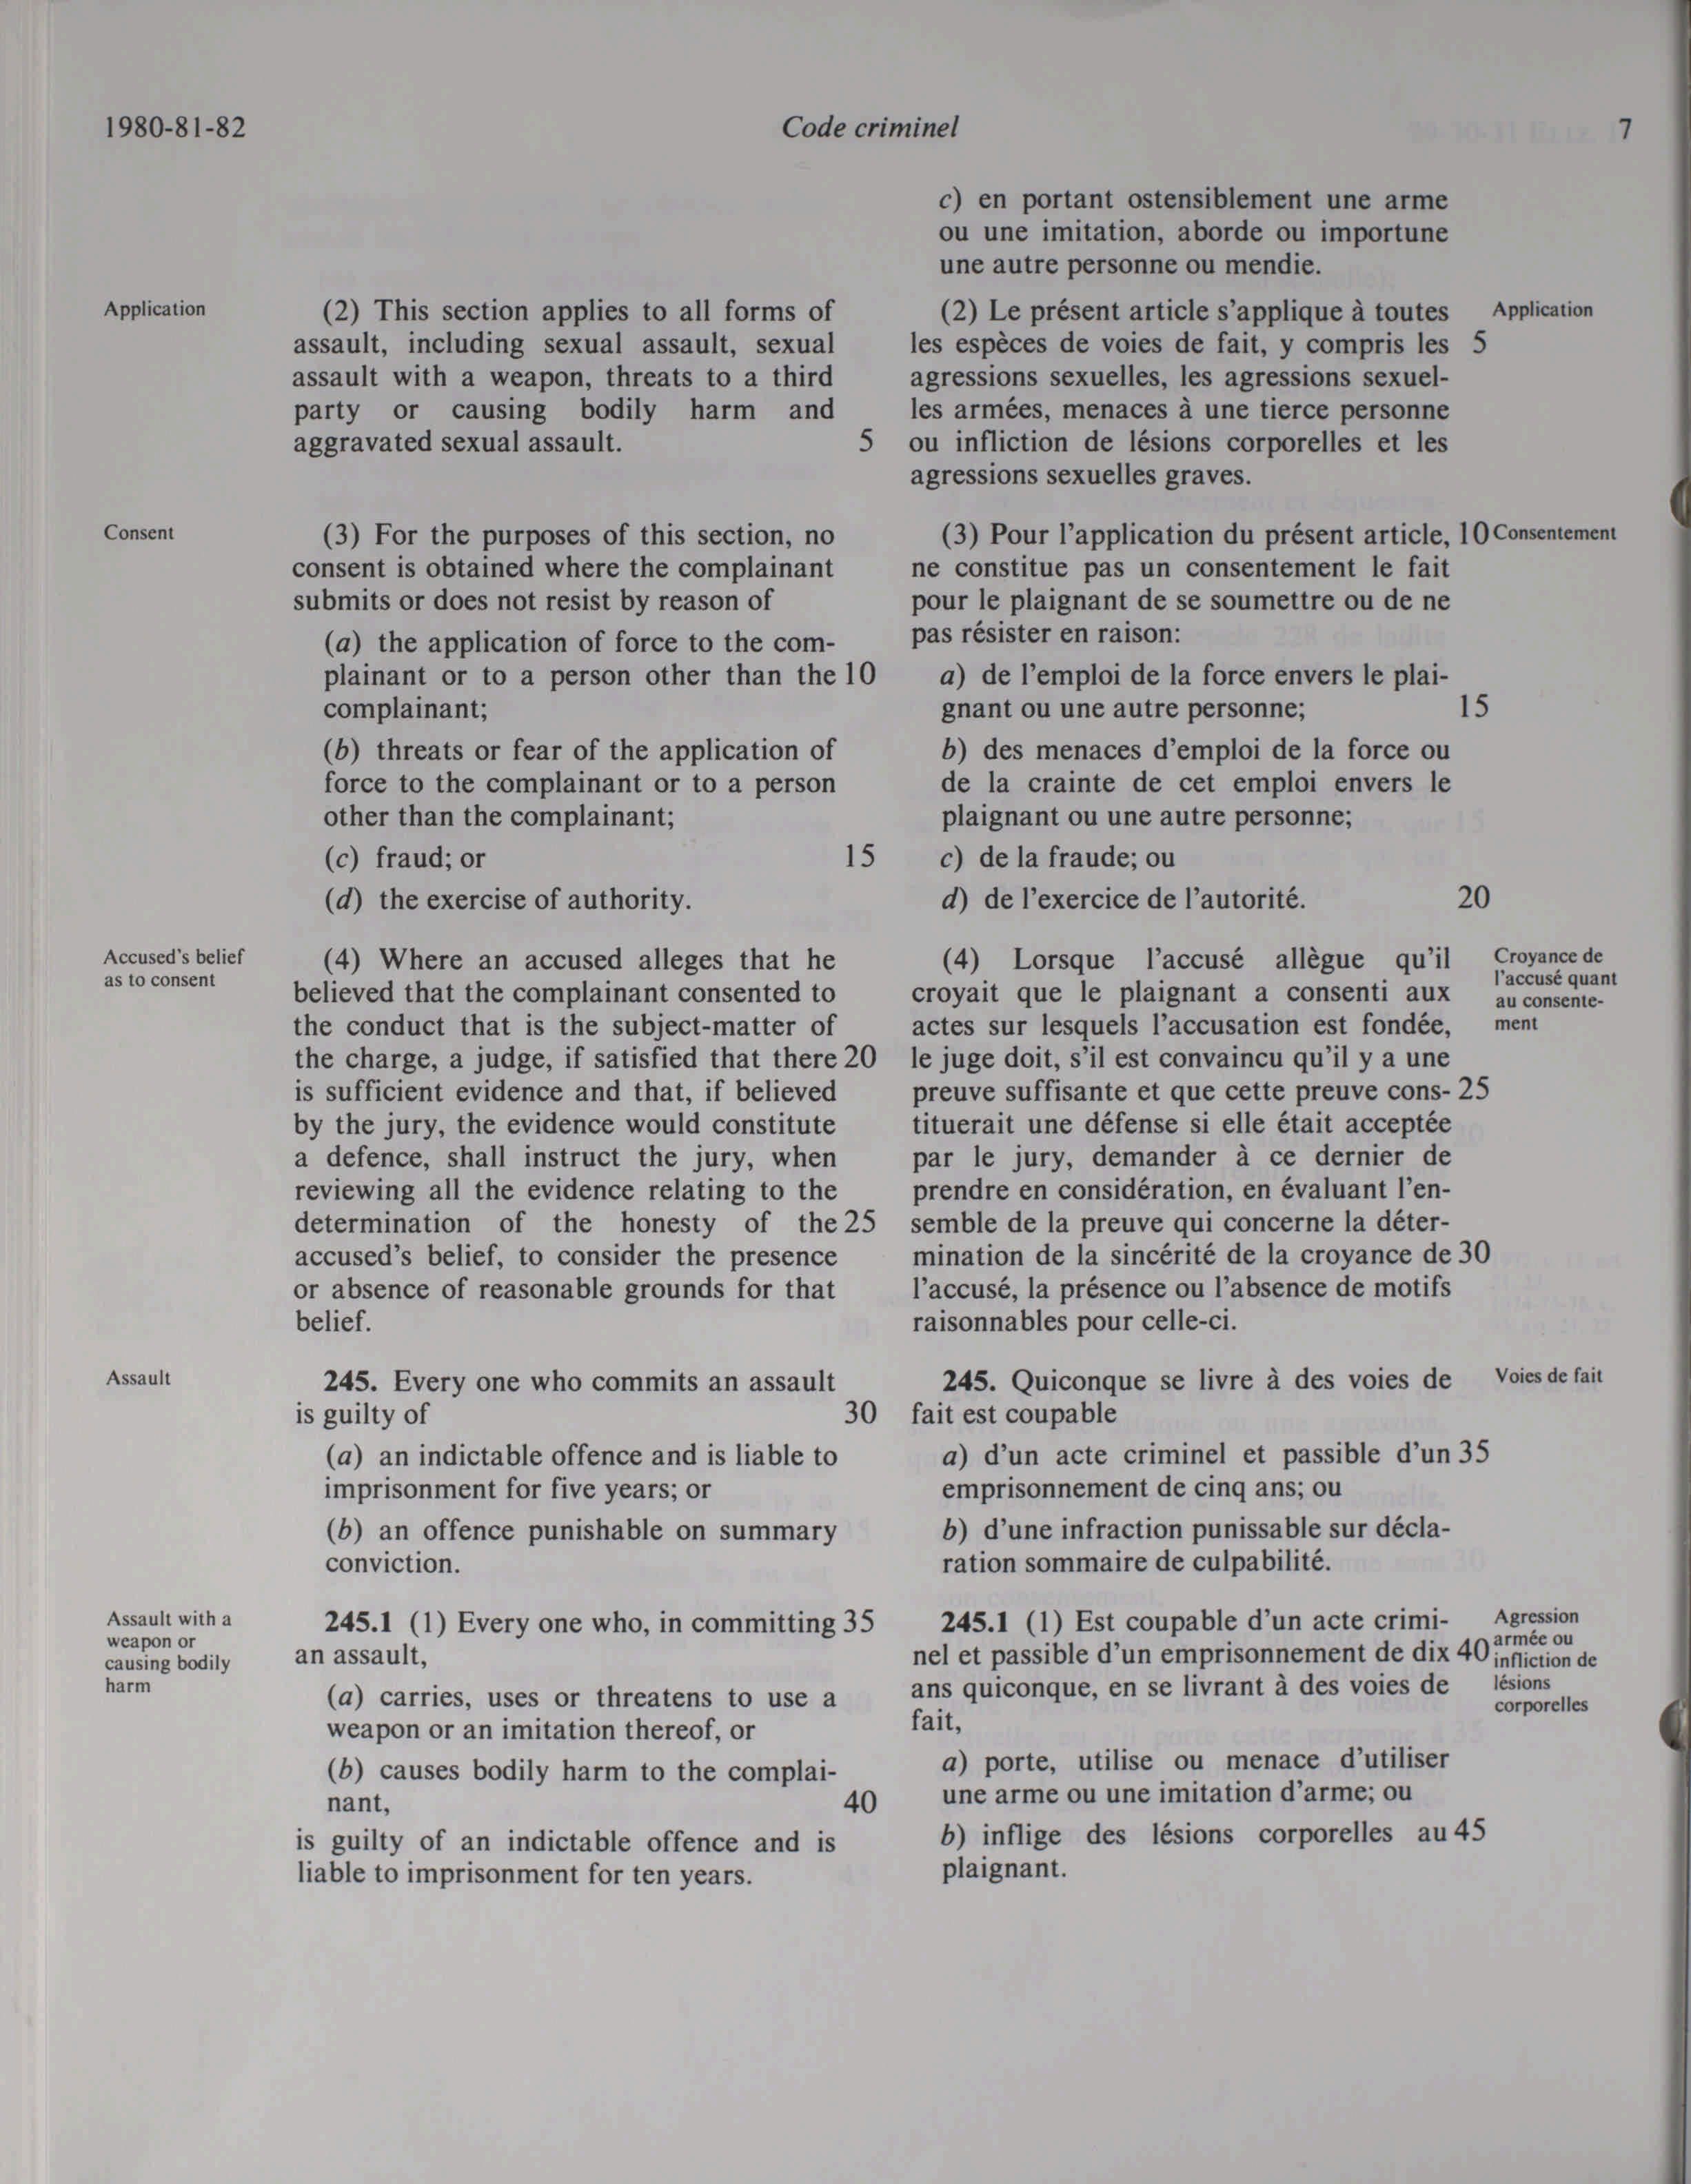 1980-81-82
Code criminel
7
Application
(2) This section applies to all forms of
assault, including sexual assault, sexual
assault with a weapon, threats to a third
party or causing bodily harm and
aggravated sexual assault. 5
Consent
(3) For the purposes of this section, no
consent is obtained where the complainant
submits or does not resist by reason of
(a) the application of force to the com-
plainant or to a person other than the 10
complainant;
(b) threats or fear of the application of
force to the complainant or to a person
other than the complainant;
(c) fraud; or 15
(d) the exercise of authority.
Accused's belief
as to consent
(4) Where an accused alleges that he
believed that the complainant consented to
the conduct that is the subject-matter of
the charge, a judge, if satisfied that there 20
is sufficient evidence and that, if believed
by the jury, the evidence would constitute
a defence, shall instruct the jury, when
reviewing all the evidence relating to the
determination of the honesty of the 25
accused's belief, to consider the presence
or absence of reasonable grounds for that
belief.
Assault
245. Every one who commits an assault
is guilty of 30
(a) an indictable offence and is liable to
imprisonment for five years; or
(b) an offence punishable on summary
conviction.
Assault with a
weapon or
causing bodily
harm
245.1 (1) Every one who, in committing 35
an assault,
(a) carries, uses or threatens to use a
weapon or an imitation thereof, or
(b) causes bodily harm to the complai-
nant, 40
is guilty of an indictable offence and is
liable to imprisonment for ten years.
c) en portant ostensiblement une arme
ou une imitation, aborde ou importune
une autre personne ou mendie.
(2) Le présent article s'applique à toutes
les espèces de voies de fait, y compris les 5
agressions sexuelles, les agressions sexuel-
les armées, menaces à une tierce personne
ou infliction de lésions corporelles et les
agressions sexuelles graves.
Application
(3) Pour l'application du présent article, 10
ne constitue pas un consentement le fait
pour le plaignant de se soumettre ou de ne
pas résister en raison:
a) de l'emploi de la force envers le plai-
gnant ou une autre personne; 15
b) des menaces d'emploi de la force ou
de la crainte de cet emploi envers le
plaignant ou une autre personne;
c) de la fraude; ou
d) de l'exercice de l'autorité. 20
Consentement
(4) Lorsque l'accusé allègue qu'il
croyait que le plaignant a consenti aux
actes sur lesquels l'accusation est fondée,
le juge doit, s'il est convaincu qu'il y a une
preuve suffisante et que cette preuve cons- 25
tituerait une défense si elle était acceptée
par le jury, demander à ce dernier de
prendre en considération, en évaluant l'en-
semble de la preuve qui concerne la déter-
mination de la sincérité de la croyance de 30
l'accusé, la présence ou l'absence de motifs
raisonnables pour celle-ci.
Croyance de
l'accusé quant
au consente-
ment
245. Quiconque se livre à des voies de
fait est coupable
a) d'un acte criminel et passible d'un 35
emprisonnement de cinq ans; ou
b) d'une infraction punissable sur décla-
ration sommaire de culpabilité.
Voies de fait
245.1 (1) Est coupable d'un acte crimi-
nel et passible d'un emprisonnement de dix 40
ans quiconque, en se livrant à des voies de
fait,
a) porte, utilise ou menace d'utiliser
une arme ou une imitation d'arme; ou
b) inflige des lésions corporelles au 45
plaignant.
Agression
armée ou
infliction de
lésions
corporelles